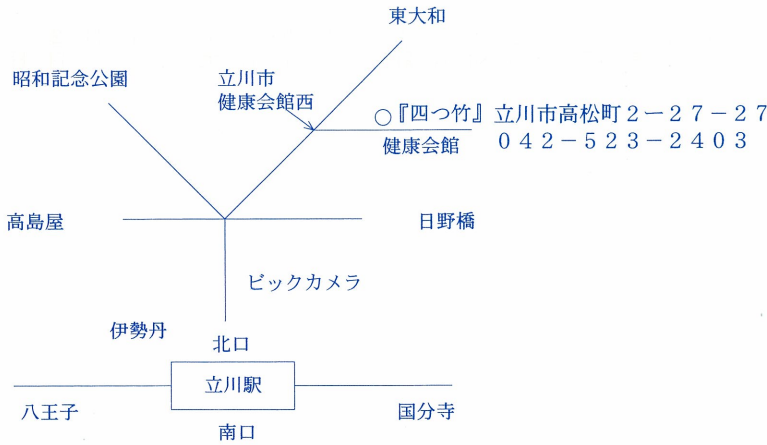 東大和
昭和記念公園
立川市
健康会館西
○『四つ竹』 立川市高松町２－２７－２７
健康会館
０４２－５２３－２４０３
高島屋
日野橋
ビックカメラ
伊勢丹
北口
立川駅
八王子
国分寺
南口